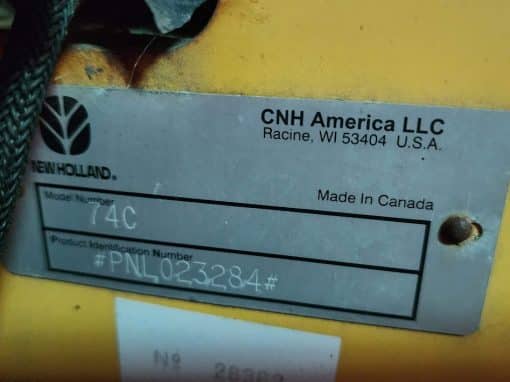 CNH America LLC
Racine, WI 53404 U.S.A.
NEW HOLLAND®
Made In Canada
Model Number
74C
Product Identification Number
#PNL023284#
Nº